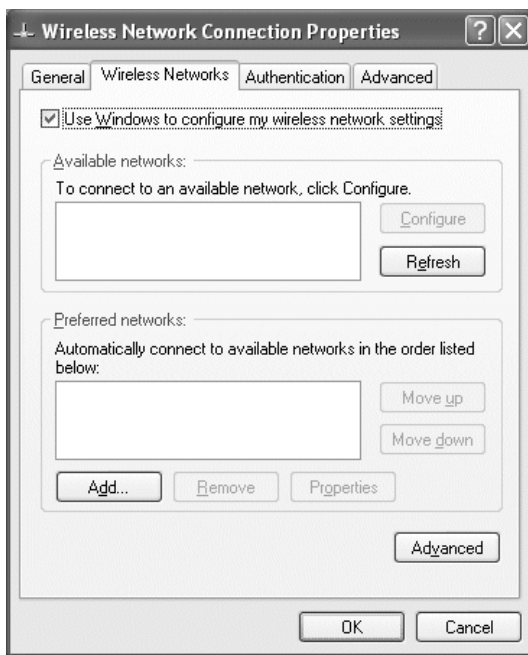 Wireless Network Connection Properties
? X
General Wireless Networks Authentication Advanced
Use Windows to configure my wireless network settings
Available networks:
To connect to an available network, click Configure.
Configure
Refresh
Preferred networks:
Automatically connect to available networks in the order listed
below:
Move up
Move down
Add... Remove Properties
Advanced
OK Cancel